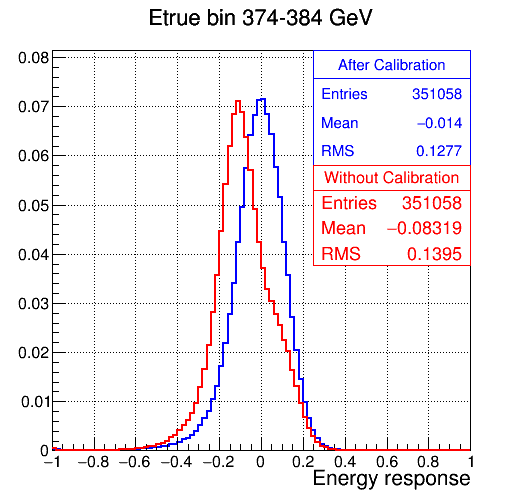 Etrue bin 374-384 GeV
After Calibration
Entries 351058
Mean −0.014
RMS 0.1277
Without Calibration
Entries 351058
Mean −0.08319
RMS 0.1395
0.08
0.07
0.06
0.05
0.04
0.03
0.02
0.01
0
−1 −0.8 −0.6 −0.4 −0.2 0 0.2 0.4 0.6 0.8 1
Energy response